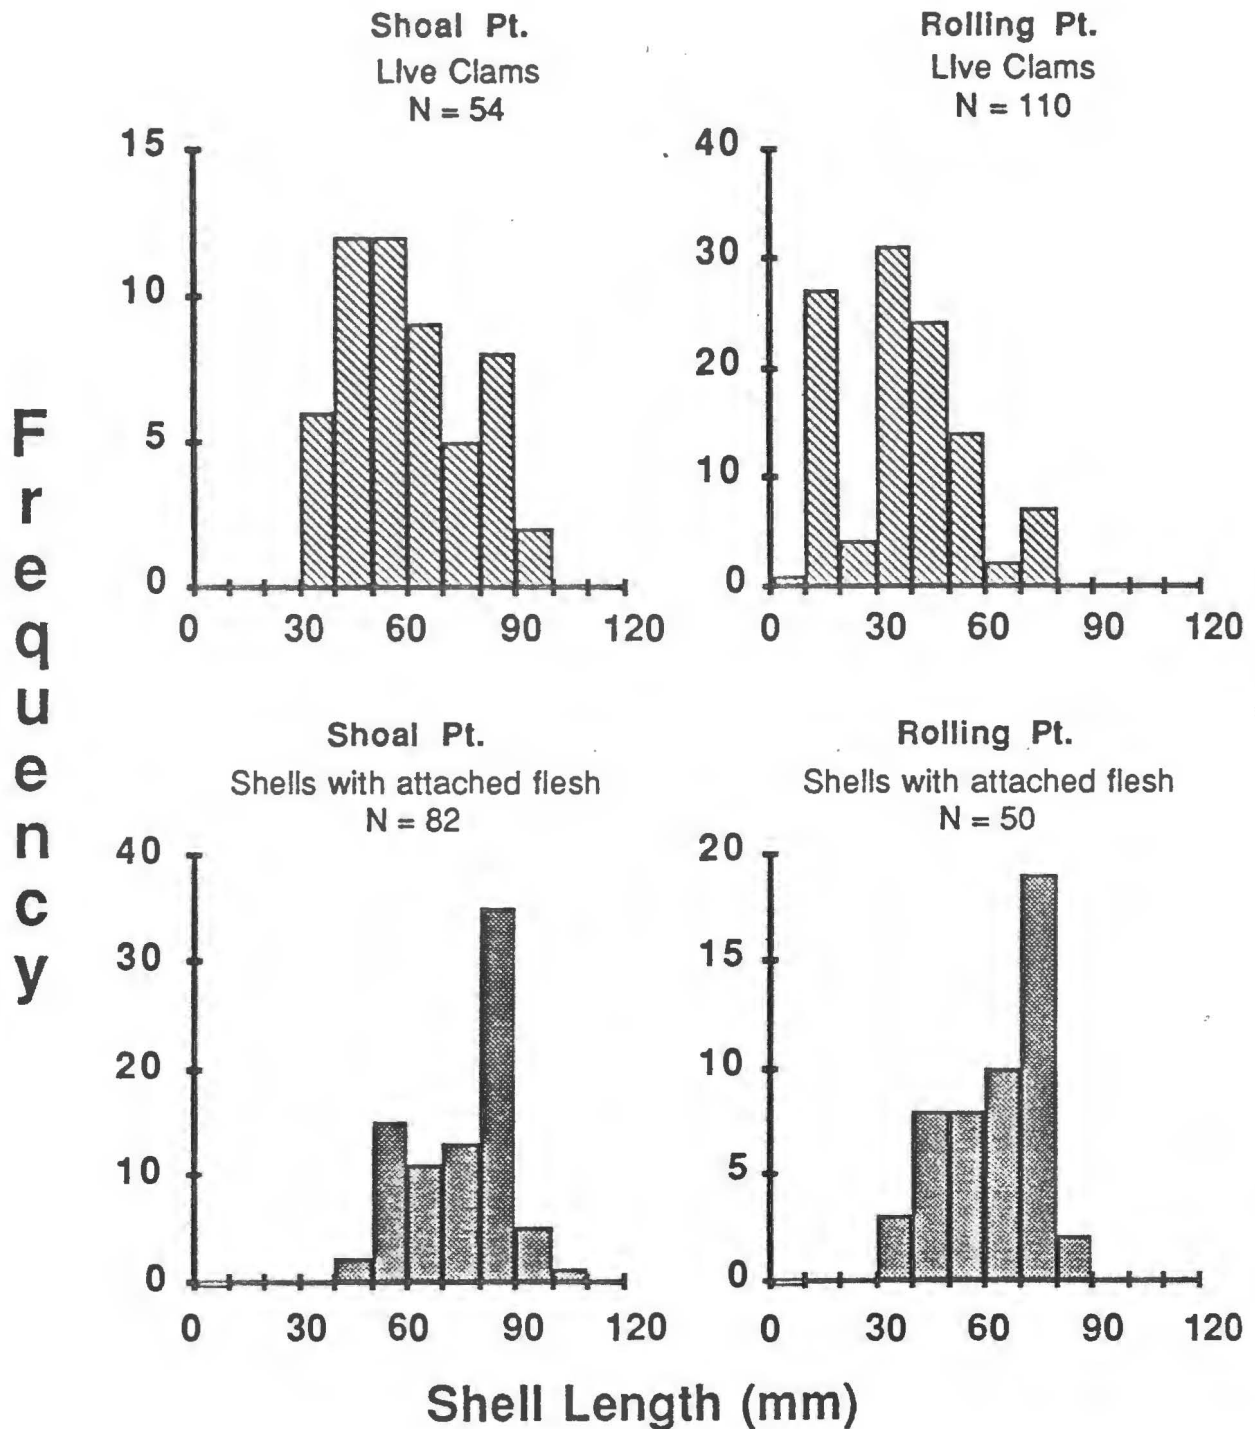 Shoal Pt.
Live Clams
N = 54
15
10
5
0
0 30 60 90 120
Rolling Pt.
Live Clams
N = 110
40
30
20
10
0
0 30 60 90 120
Frequency
Shoal Pt.
Shells with attached flesh
N = 82
40
30
20
10
0
0 30 60 90 120
Rolling Pt.
Shells with attached flesh
N = 50
20
15
10
5
0
0 30 60 90 120
Shell Length (mm)